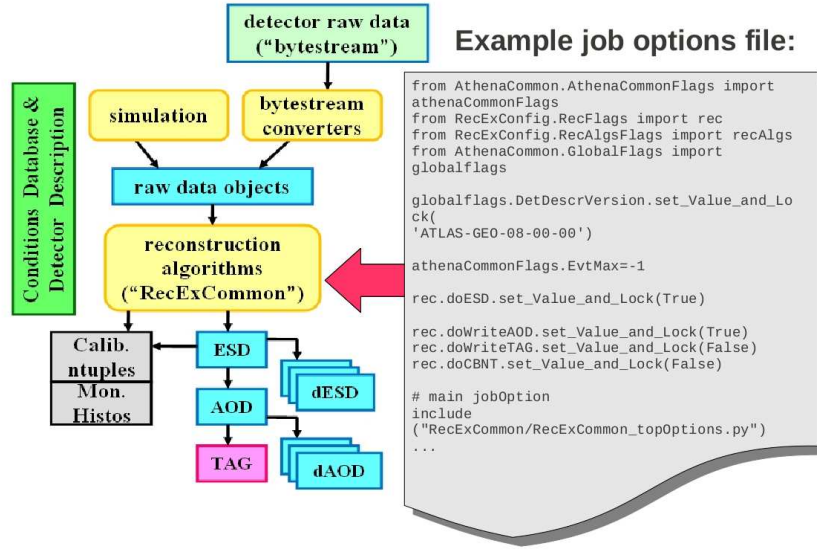 detector raw data
("bytestream")
Example job options file:
Conditions Database &
Detector Description
simulation
bytestream
converters
raw data objects
reconstruction
algorithms
("RecExCommon")
Calib.
ntuples
Mon.
Histos
ESD
dESD
AOD
TAG
dAOD
from AthenaCommon.AthenaCommonFlags import
athenaCommonFlags
from RecExConfig.RecFlags import rec
from RecExConfig.RecAlgsFlags import recAlgs
from AthenaCommon.GlobalFlags import
globalflags
globalflags.DetDescrVersion.set_Value_and_Lo
ck(
'ATLAS-GEO-08-00-00')
athenaCommonFlags.EvtMax=-1
rec.doESD.set_Value_and_Lock(True)
rec.doWriteAOD.set_Value_and_Lock(True)
rec.doWriteTAG.set_Value_and_Lock(False)
rec.doCBNT.set_Value_and_Lock(False)
# main jobOption
include
("RecExCommon/RecExCommon_topOptions.py")
...